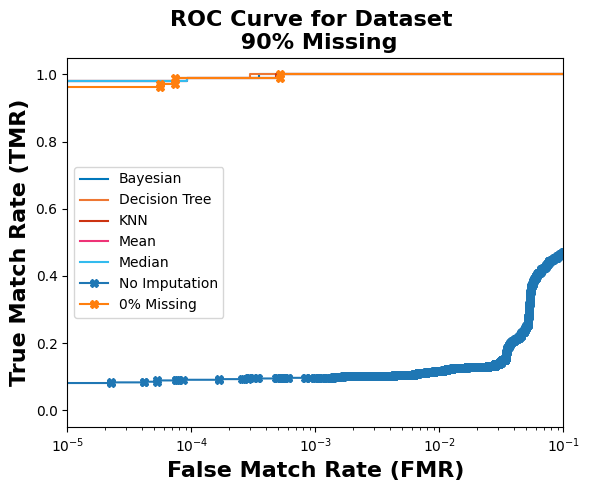 ROC Curve for Dataset
90% Missing
True Match Rate (TMR)
1.0
0.8
0.6
0.4
0.2
0.0
Bayesian
Decision Tree
KNN
Mean
Median
No Imputation
0% Missing
10⁻⁵
10⁻⁴
10⁻³
10⁻²
10⁻¹
False Match Rate (FMR)